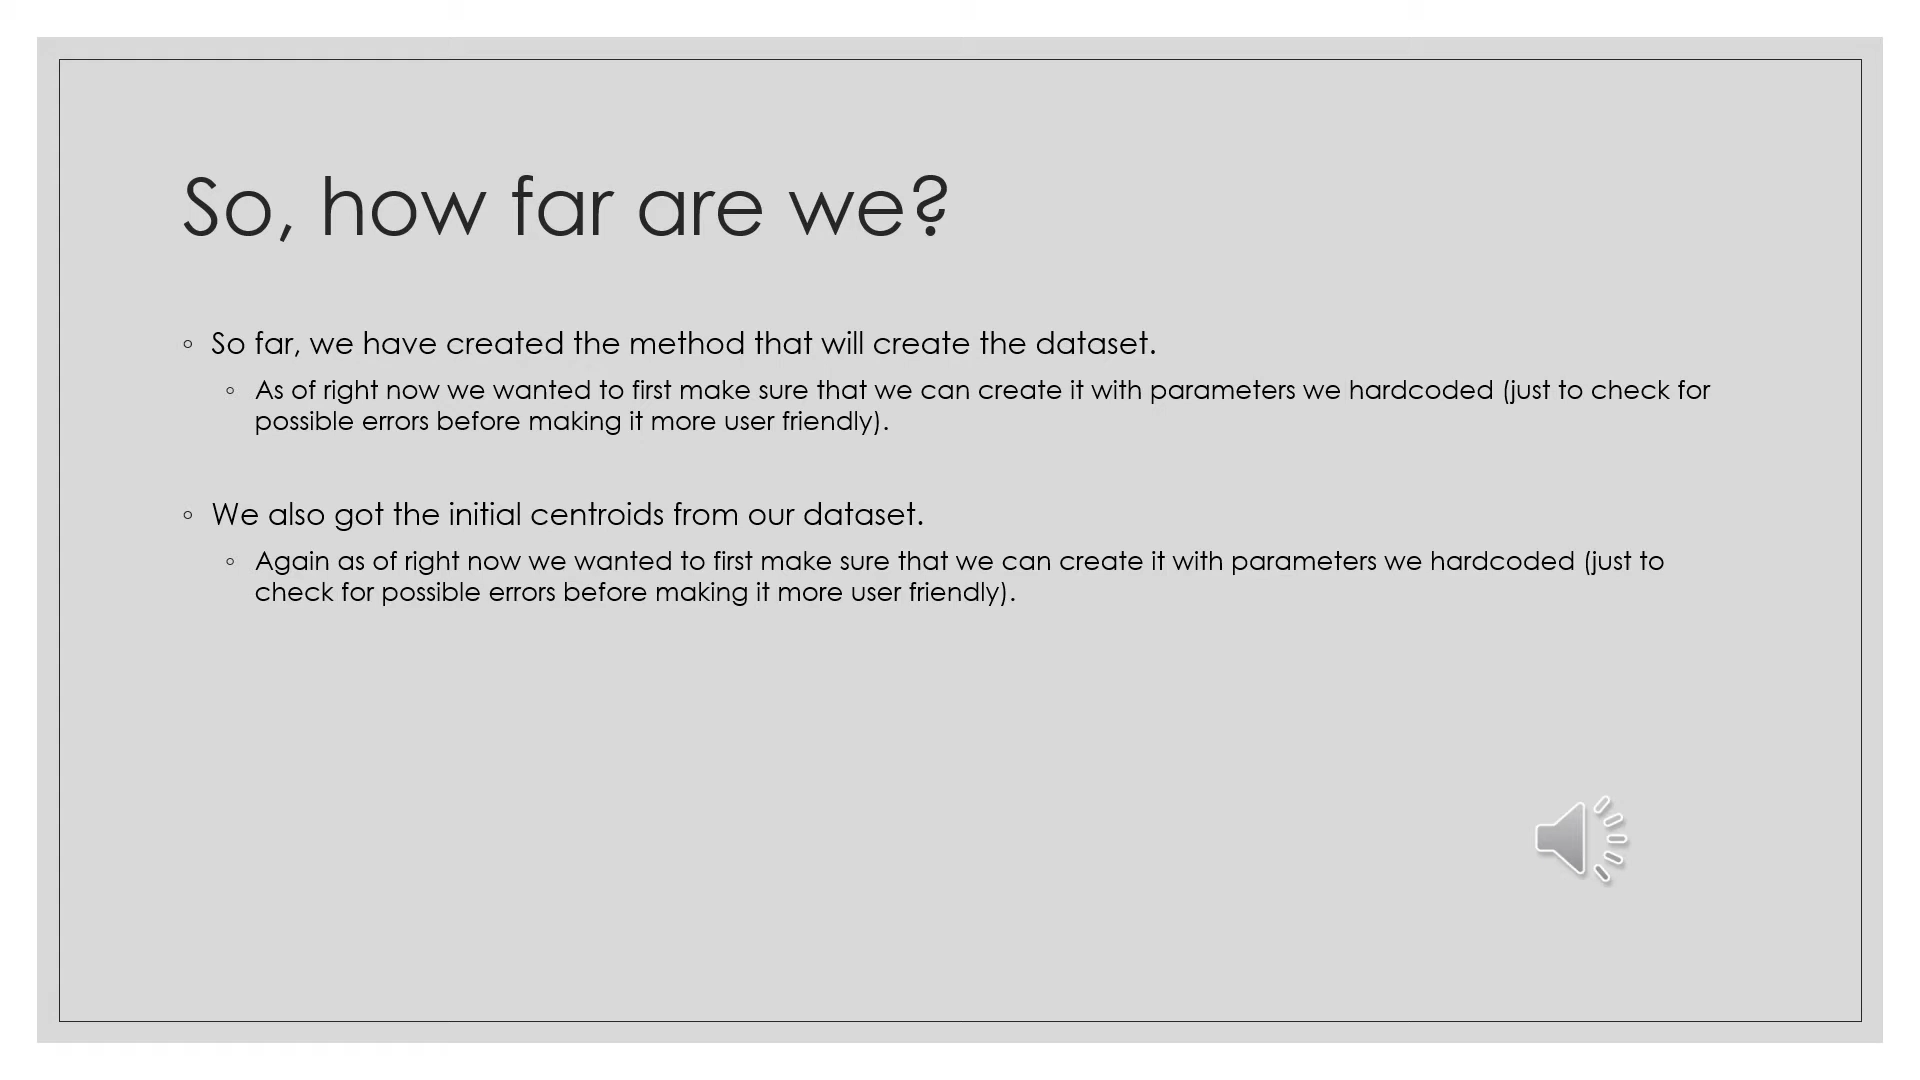 So, how far are we?
◦ So far, we have created the method that will create the dataset.
◦ As of right now we wanted to first make sure that we can create it with parameters we hardcoded (just to check for
possible errors before making it more user friendly).
◦ We also got the initial centroids from our dataset.
◦ Again as of right now we wanted to first make sure that we can create it with parameters we hardcoded (just to
check for possible errors before making it more user friendly).